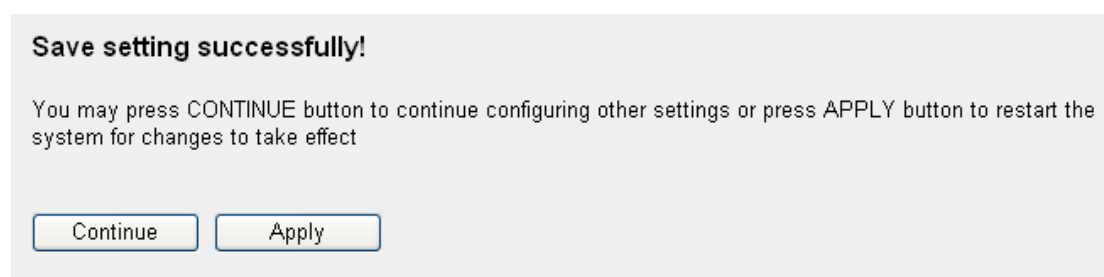 Save setting successfully!
You may press CONTINUE button to continue configuring other settings or press APPLY button to restart the
system for changes to take effect
Continue Apply